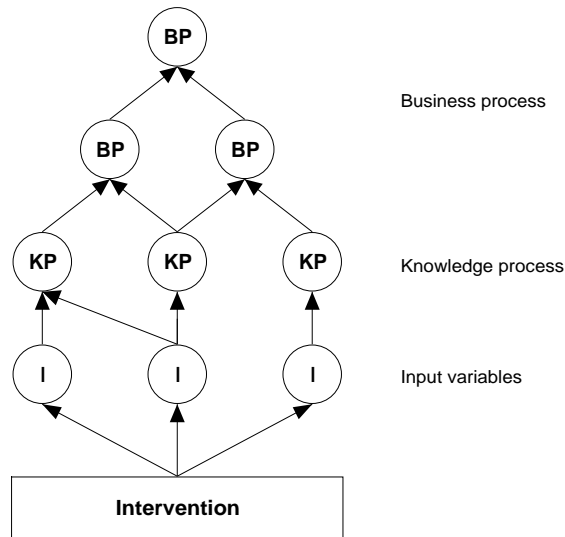 BP
Business process
BP BP
KP KP KP Knowledge process
I I I Input variables
Intervention